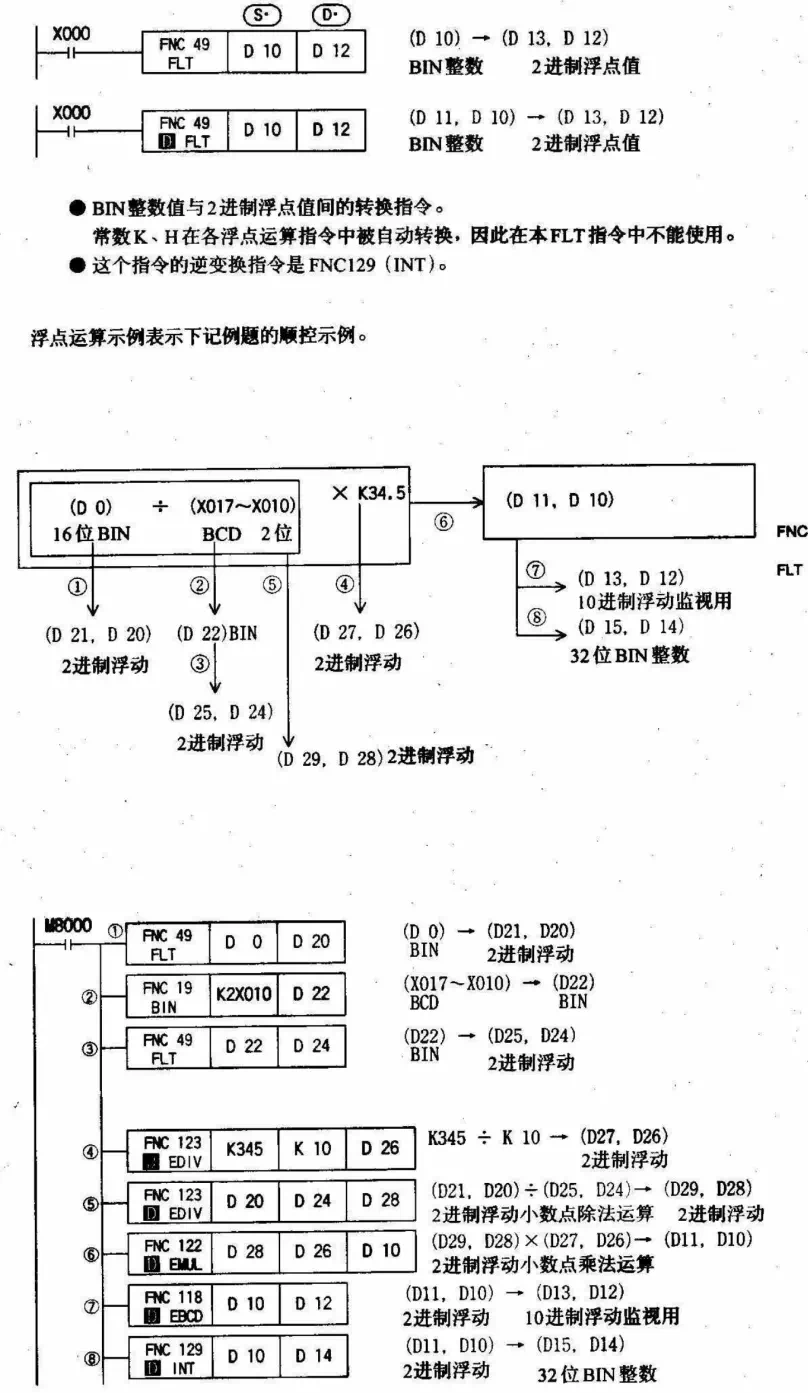 S· D·
X000 FNC 49 FLT D 10 D 12 (D 10) → (D 13, D 12)
BIN整数 2进制浮点值
X000 FNC 49 D FLT D 10 D 12 (D 11, D 10) → (D 13, D 12)
BIN整数 2进制浮点值
● BIN整数值与2进制浮点值间的转换指令。
常数K、H在各浮点运算指令中被自动转换，因此在本FLT指令中不能使用。
● 这个指令的逆变换指令是FNC129（INT）。
浮点运算示例表示下记例题的顺控示例。
(D 0) ÷ (X017～X010) × K34.5
16位BIN BCD 2位
⑥ (D 11, D 10)
FNC
FLT
① ② ⑤ ④
(D 21, D 20) (D 22)BIN (D 27, D 26)
2进制浮动 ③ 2进制浮动
(D 25, D 24)
2进制浮动
(D 29, D 28) 2进制浮动
⑦ (D 13, D 12)
10进制浮动监视用
⑧ (D 15, D 14)
32位BIN整数
M8000 ① FNC 49 FLT D 0 D 20 (D 0) → (D21, D20)
BIN 2进制浮动
② FNC 19 BIN K2X010 D 22 (X017～X010) → (D22)
BCD BIN
③ FNC 49 FLT D 22 D 24 (D22) → (D25, D24)
BIN 2进制浮动
④ FNC 123 D EDIV K345 K 10 D 26 K345 ÷ K 10 → (D27, D26)
2进制浮动
⑤ FNC 123 D EDIV D 20 D 24 D 28 (D21, D20)÷(D25, D24)→ (D29, D28)
2进制浮动小数点除法运算 2进制浮动
⑥ FNC 122 D EMUL D 28 D 26 D 10 (D29, D28)×(D27, D26)→ (D11, D10)
2进制浮动小数点乘法运算
⑦ FNC 118 D EBCD D 10 D 12 (D11, D10) → (D13, D12)
2进制浮动 10进制浮动监视用
⑧ FNC 129 D INT D 10 D 14 (D11, D10) → (D15, D14)
2进制浮动 32位BIN整数